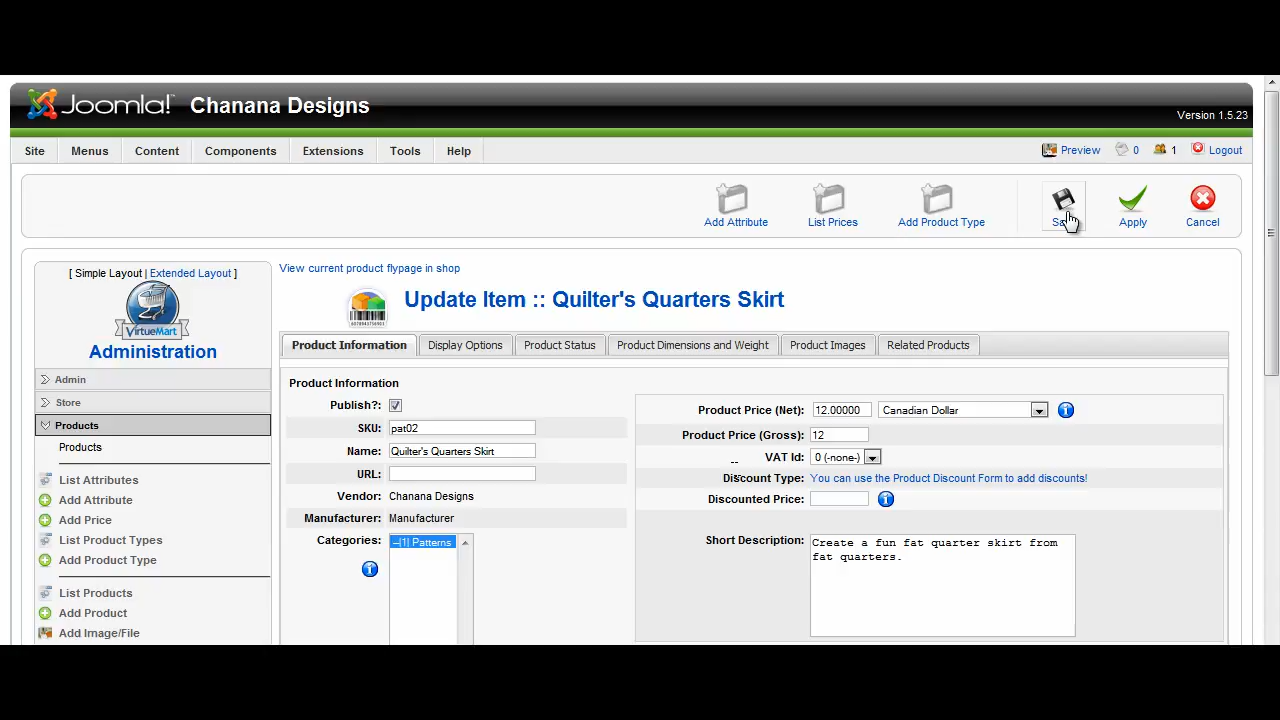 Joomla! Chanana Designs
Version 1.5.23
Site Menus Content Components Extensions Tools Help
Preview 0 1 Logout
Add Attribute List Prices Add Product Type Apply Cancel
[ Simple Layout | Extended Layout ]
VirtueMart
Administration
Admin
Store
Products
Products
List Attributes
Add Attribute
Add Price
List Product Types
Add Product Type
List Products
Add Product
Add Image/File
View current product flypage in shop
Update Item :: Quilter's Quarters Skirt
Product Information Display Options Product Status Product Dimensions and Weight Product Images Related Products
Product Information
Publish?:
SKU: pat02
Name: Quilter's Quarters Skirt
URL:
Vendor: Chanana Designs
Manufacturer: Manufacturer
Categories: --|1| Patterns
Product Price (Net): 12.00000 Canadian Dollar
Product Price (Gross): 12
VAT Id: 0 (-none-)
Discount Type: You can use the Product Discount Form to add discounts!
Discounted Price:
Short Description: Create a fun fat quarter skirt from
fat quarters.